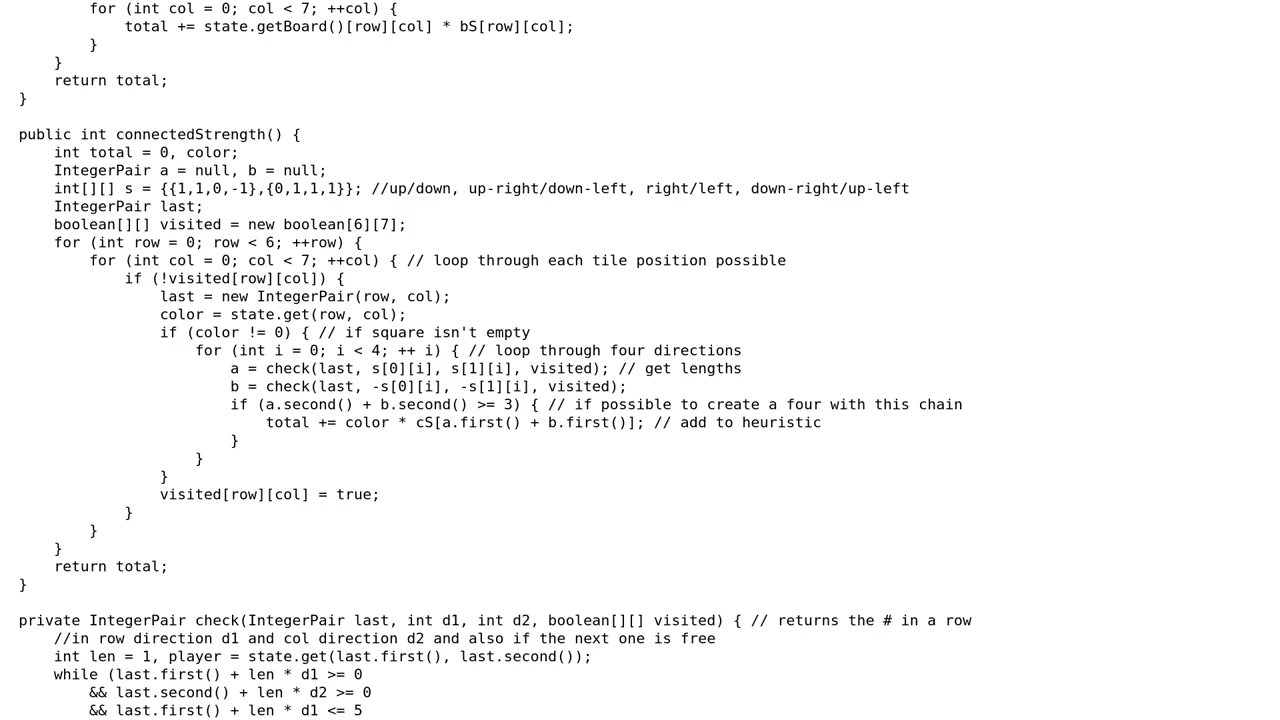 for (int col = 0; col < 7; ++col) {
            total += state.getBoard()[row][col] * bS[row][col];
        }
    }
    return total;
}

public int connectedStrength() {
    int total = 0, color;
    IntegerPair a = null, b = null;
    int[][] s = {{1,1,0,-1},{0,1,1,1}}; //up/down, up-right/down-left, right/left, down-right/up-left
    IntegerPair last;
    boolean[][] visited = new boolean[6][7];
    for (int row = 0; row < 6; ++row) {
        for (int col = 0; col < 7; ++col) { // loop through each tile position possible
            if (!visited[row][col]) {
                last = new IntegerPair(row, col);
                color = state.get(row, col);
                if (color != 0) { // if square isn't empty
                    for (int i = 0; i < 4; ++ i) { // loop through four directions
                        a = check(last, s[0][i], s[1][i], visited); // get lengths
                        b = check(last, -s[0][i], -s[1][i], visited);
                        if (a.second() + b.second() >= 3) { // if possible to create a four with this chain
                            total += color * cS[a.first() + b.first()]; // add to heuristic
                        }
                    }
                }
                visited[row][col] = true;
            }
        }
    }
    return total;
}

private IntegerPair check(IntegerPair last, int d1, int d2, boolean[][] visited) { // returns the # in a row
    //in row direction d1 and col direction d2 and also if the next one is free
    int len = 1, player = state.get(last.first(), last.second());
    while (last.first() + len * d1 >= 0
        && last.second() + len * d2 >= 0
        && last.first() + len * d1 <= 5